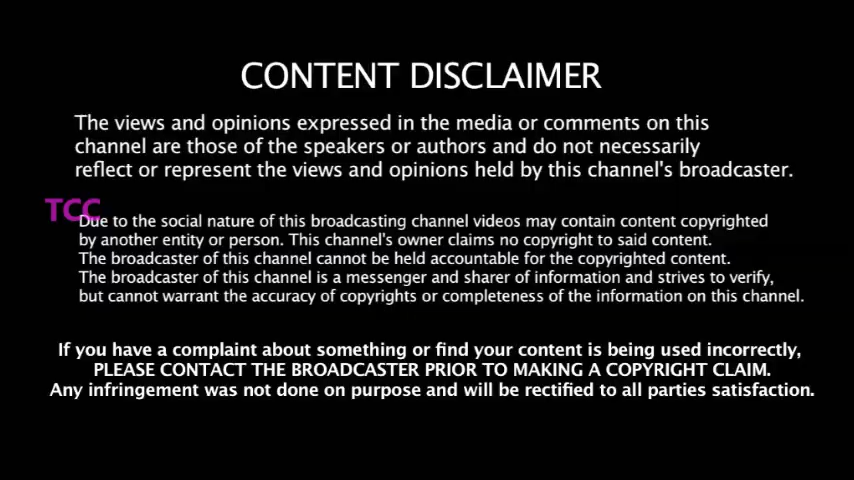 CONTENT DISCLAIMER
The views and opinions expressed in the media or comments on this
channel are those of the speakers or authors and do not necessarily
reflect or represent the views and opinions held by this channel's broadcaster.
TCC
Due to the social nature of this broadcasting channel videos may contain content copyrighted
by another entity or person. This channel's owner claims no copyright to said content.
The broadcaster of this channel cannot be held accountable for the copyrighted content.
The broadcaster of this channel is a messenger and sharer of information and strives to verify,
but cannot warrant the accuracy of copyrights or completeness of the information on this channel.
If you have a complaint about something or find your content is being used incorrectly,
PLEASE CONTACT THE BROADCASTER PRIOR TO MAKING A COPYRIGHT CLAIM.
Any infringement was not done on purpose and will be rectified to all parties satisfaction.